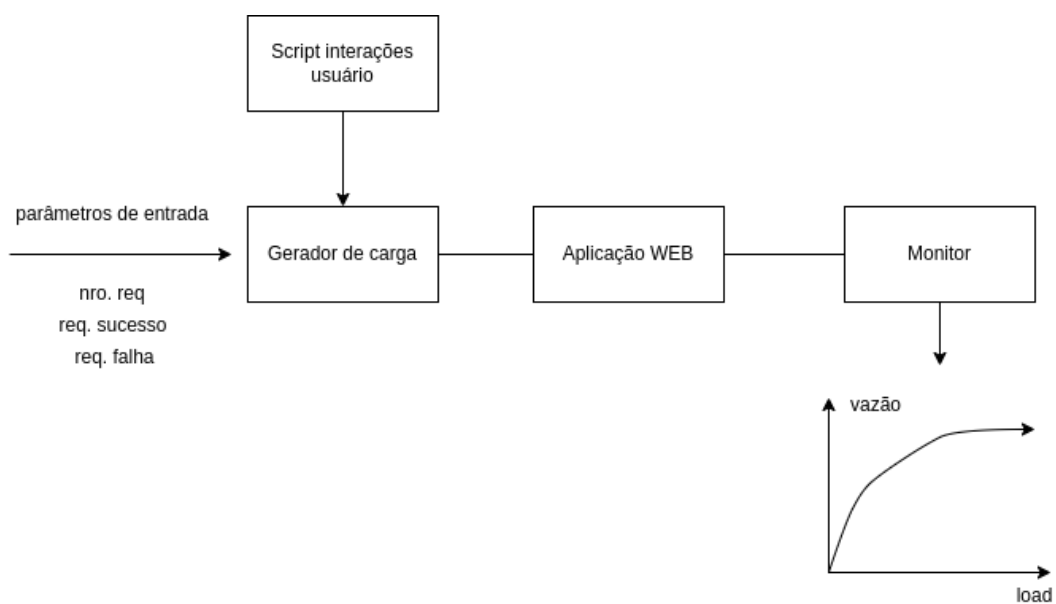 Script interações
usuário
parâmetros de entrada
Gerador de carga
Aplicação WEB
Monitor
nro. req
req. sucesso
req. falha
vazão
load